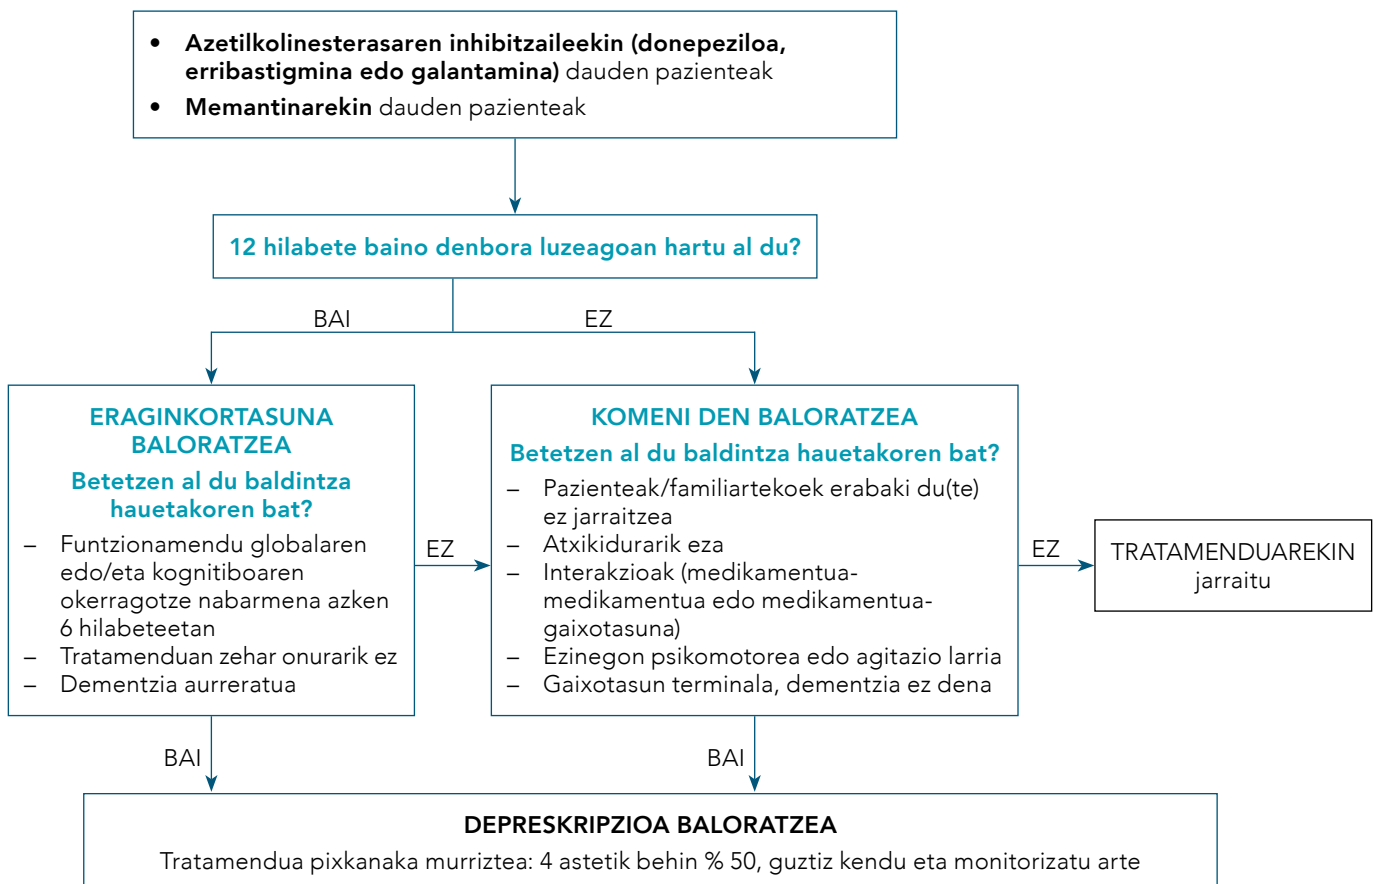 • Azetilkolinesterasaren inhibitzaileekin (donepeziloa,
erribastigmina edo galantamina) dauden pazienteak
• Memantinarekin dauden pazienteak
12 hilabete baino denbora luzeagoan hartu al du?
BAI
EZ
ERAGINKORTASUNA
BALORATZEA
Betetzen al du baldintza
hauetakoren bat?
– Funtzionamendu globalaren
edo/eta kognitiboaren
okerragotze nabarmena azken
6 hilabeteetan
– Tratamenduan zehar onurarik ez
– Dementzia aurreratua
EZ
KOMENI DEN BALORATZEA
Betetzen al du baldintza hauetakoren bat?
– Pazienteak/familiartekoek erabaki du(te)
ez jarraitzea
– Atxikidurarik eza
– Interakzioak (medikamentua-
medikamentua edo medikamentua-
gaixotasuna)
– Ezinegon psikomotorea edo agitazio larria
– Gaixotasun terminala, dementzia ez dena
EZ
TRATAMENDUAREKIN
jarraitu
BAI
BAI
DEPRESKRIPZIOA BALORATZEA
Tratamendua pixkanaka murriztea: 4 astetik behin % 50, guztiz kendu eta monitorizatu arte